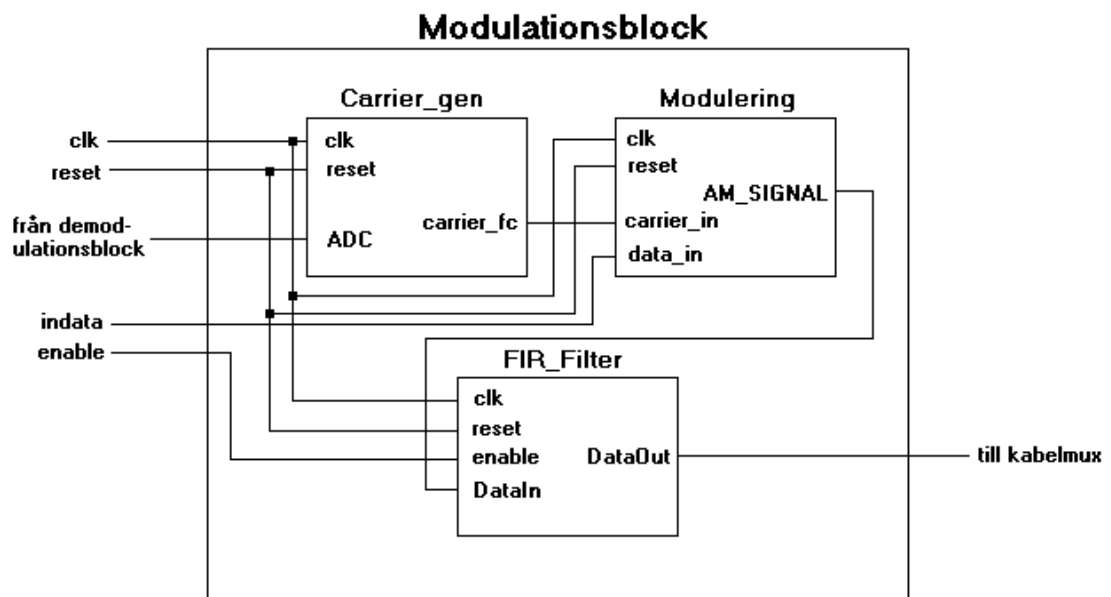 Modulationsblock
Carrier_gen
Modulering
clk
clk
clk
reset
reset
reset
AM_SIGNAL
från demod-
ulationsblock
ADC
carrier_fc
carrier_in
data_in
indata
enable
FIR_Filter
clk
reset
enable
DataOut
till kabelmux
DataIn